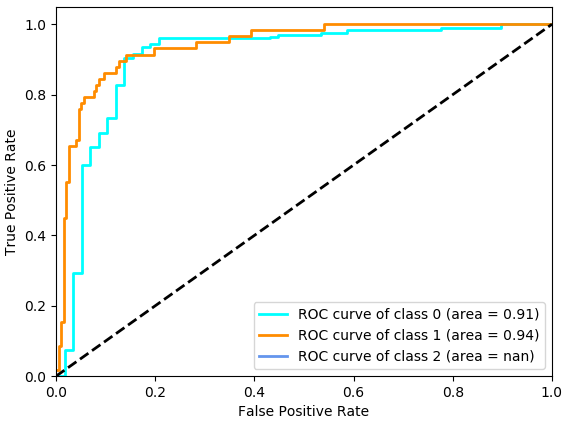 1.0
0.8
0.6
0.4
0.2
0.0
True Positive Rate
0.0 0.2 0.4 0.6 0.8 1.0
False Positive Rate
ROC curve of class 0 (area = 0.91)
ROC curve of class 1 (area = 0.94)
ROC curve of class 2 (area = nan)